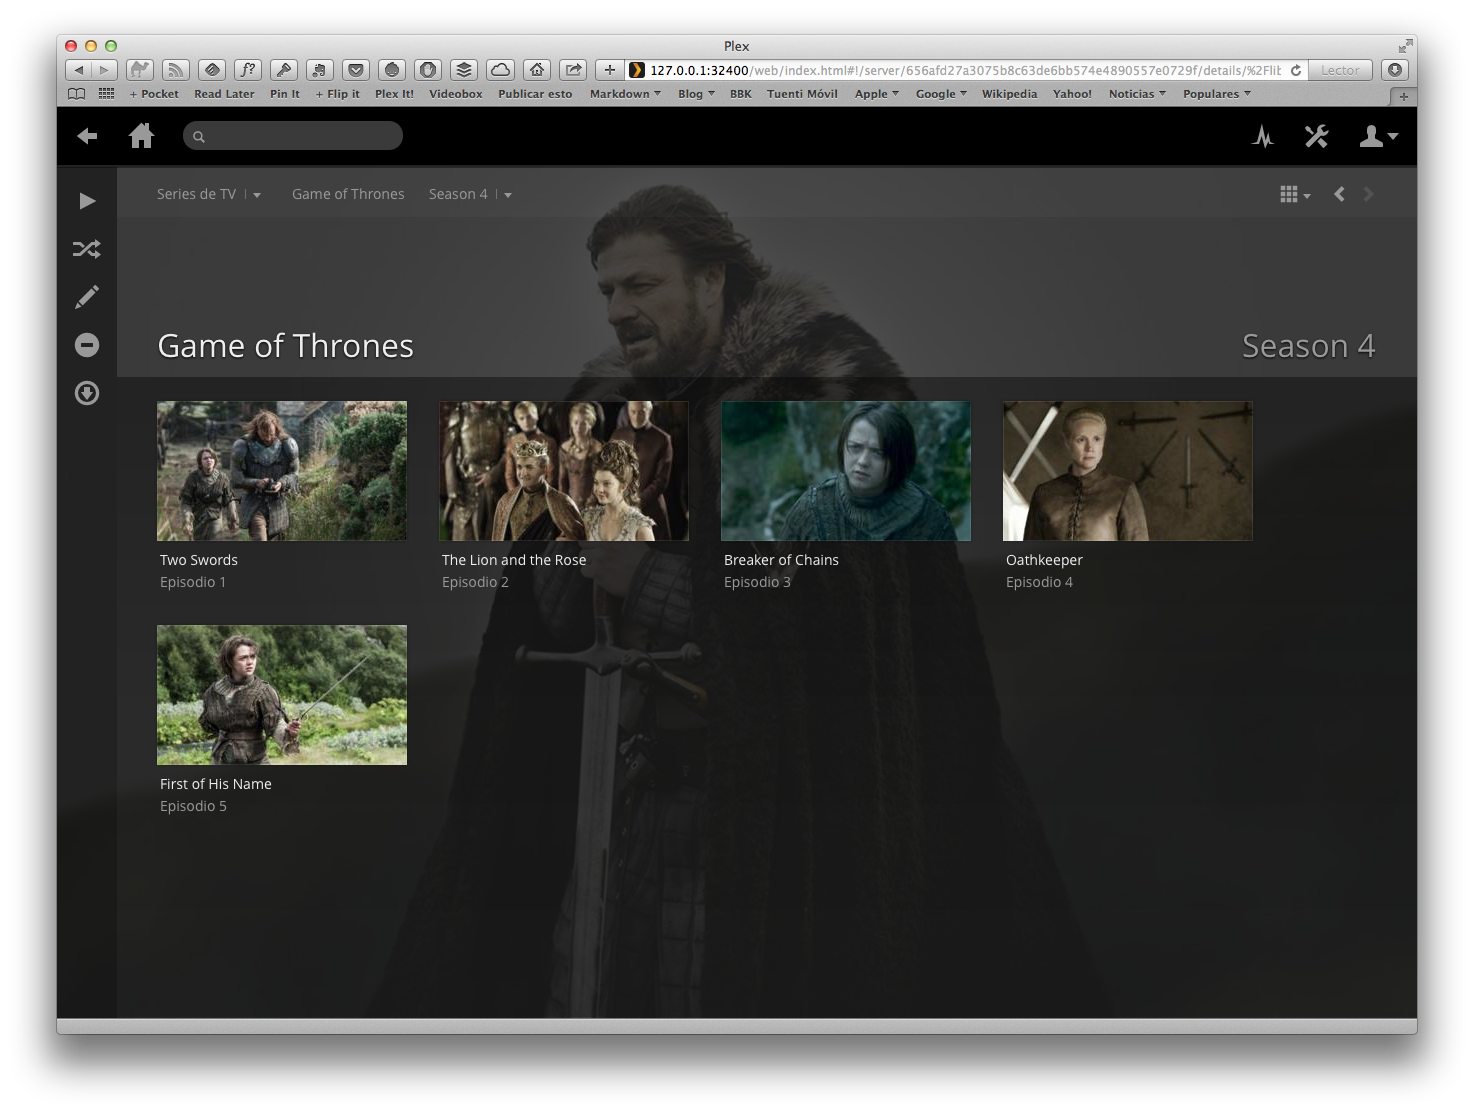 Plex
f?
127.0.0.1:32400/web/index.html#!/server/656afd27a3075b8c63de6bb574e4890557e0729f/details/%2Flib
Lector
+ Pocket Read Later Pin It + Flip it Plex It! Videobox Publicar esto Markdown Blog BBK Tuenti Móvil Apple Google Wikipedia Yahoo! Noticias Populares
Series de TV Game of Thrones Season 4
Game of Thrones Season 4
Two Swords The Lion and the Rose Breaker of Chains Oathkeeper
Episodio 1 Episodio 2 Episodio 3 Episodio 4
First of His Name
Episodio 5